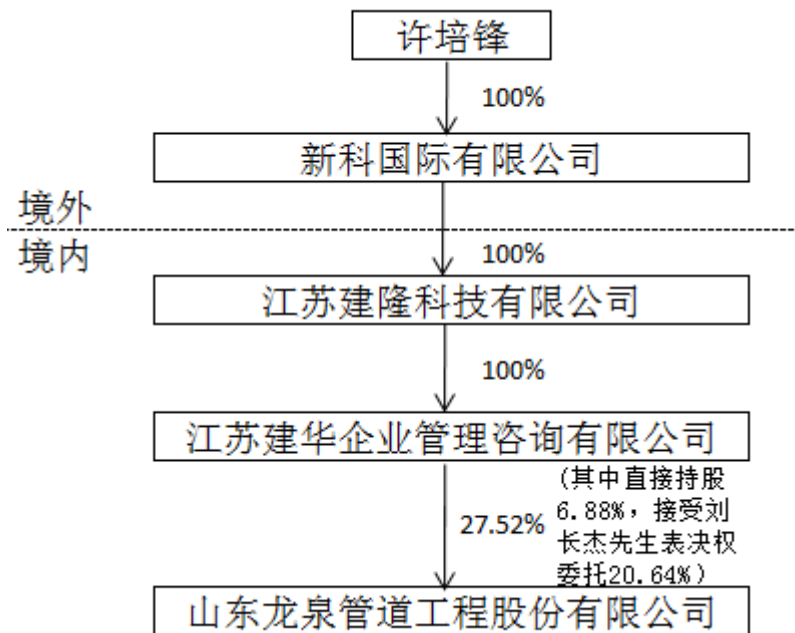 许培锋
100%
新科国际有限公司
境外
境内
100%
江苏建隆科技有限公司
100%
江苏建华企业管理咨询有限公司
27.52%
(其中直接持股
6.88%，接受刘
长杰先生表决权
委托20.64%)
山东龙泉管道工程股份有限公司